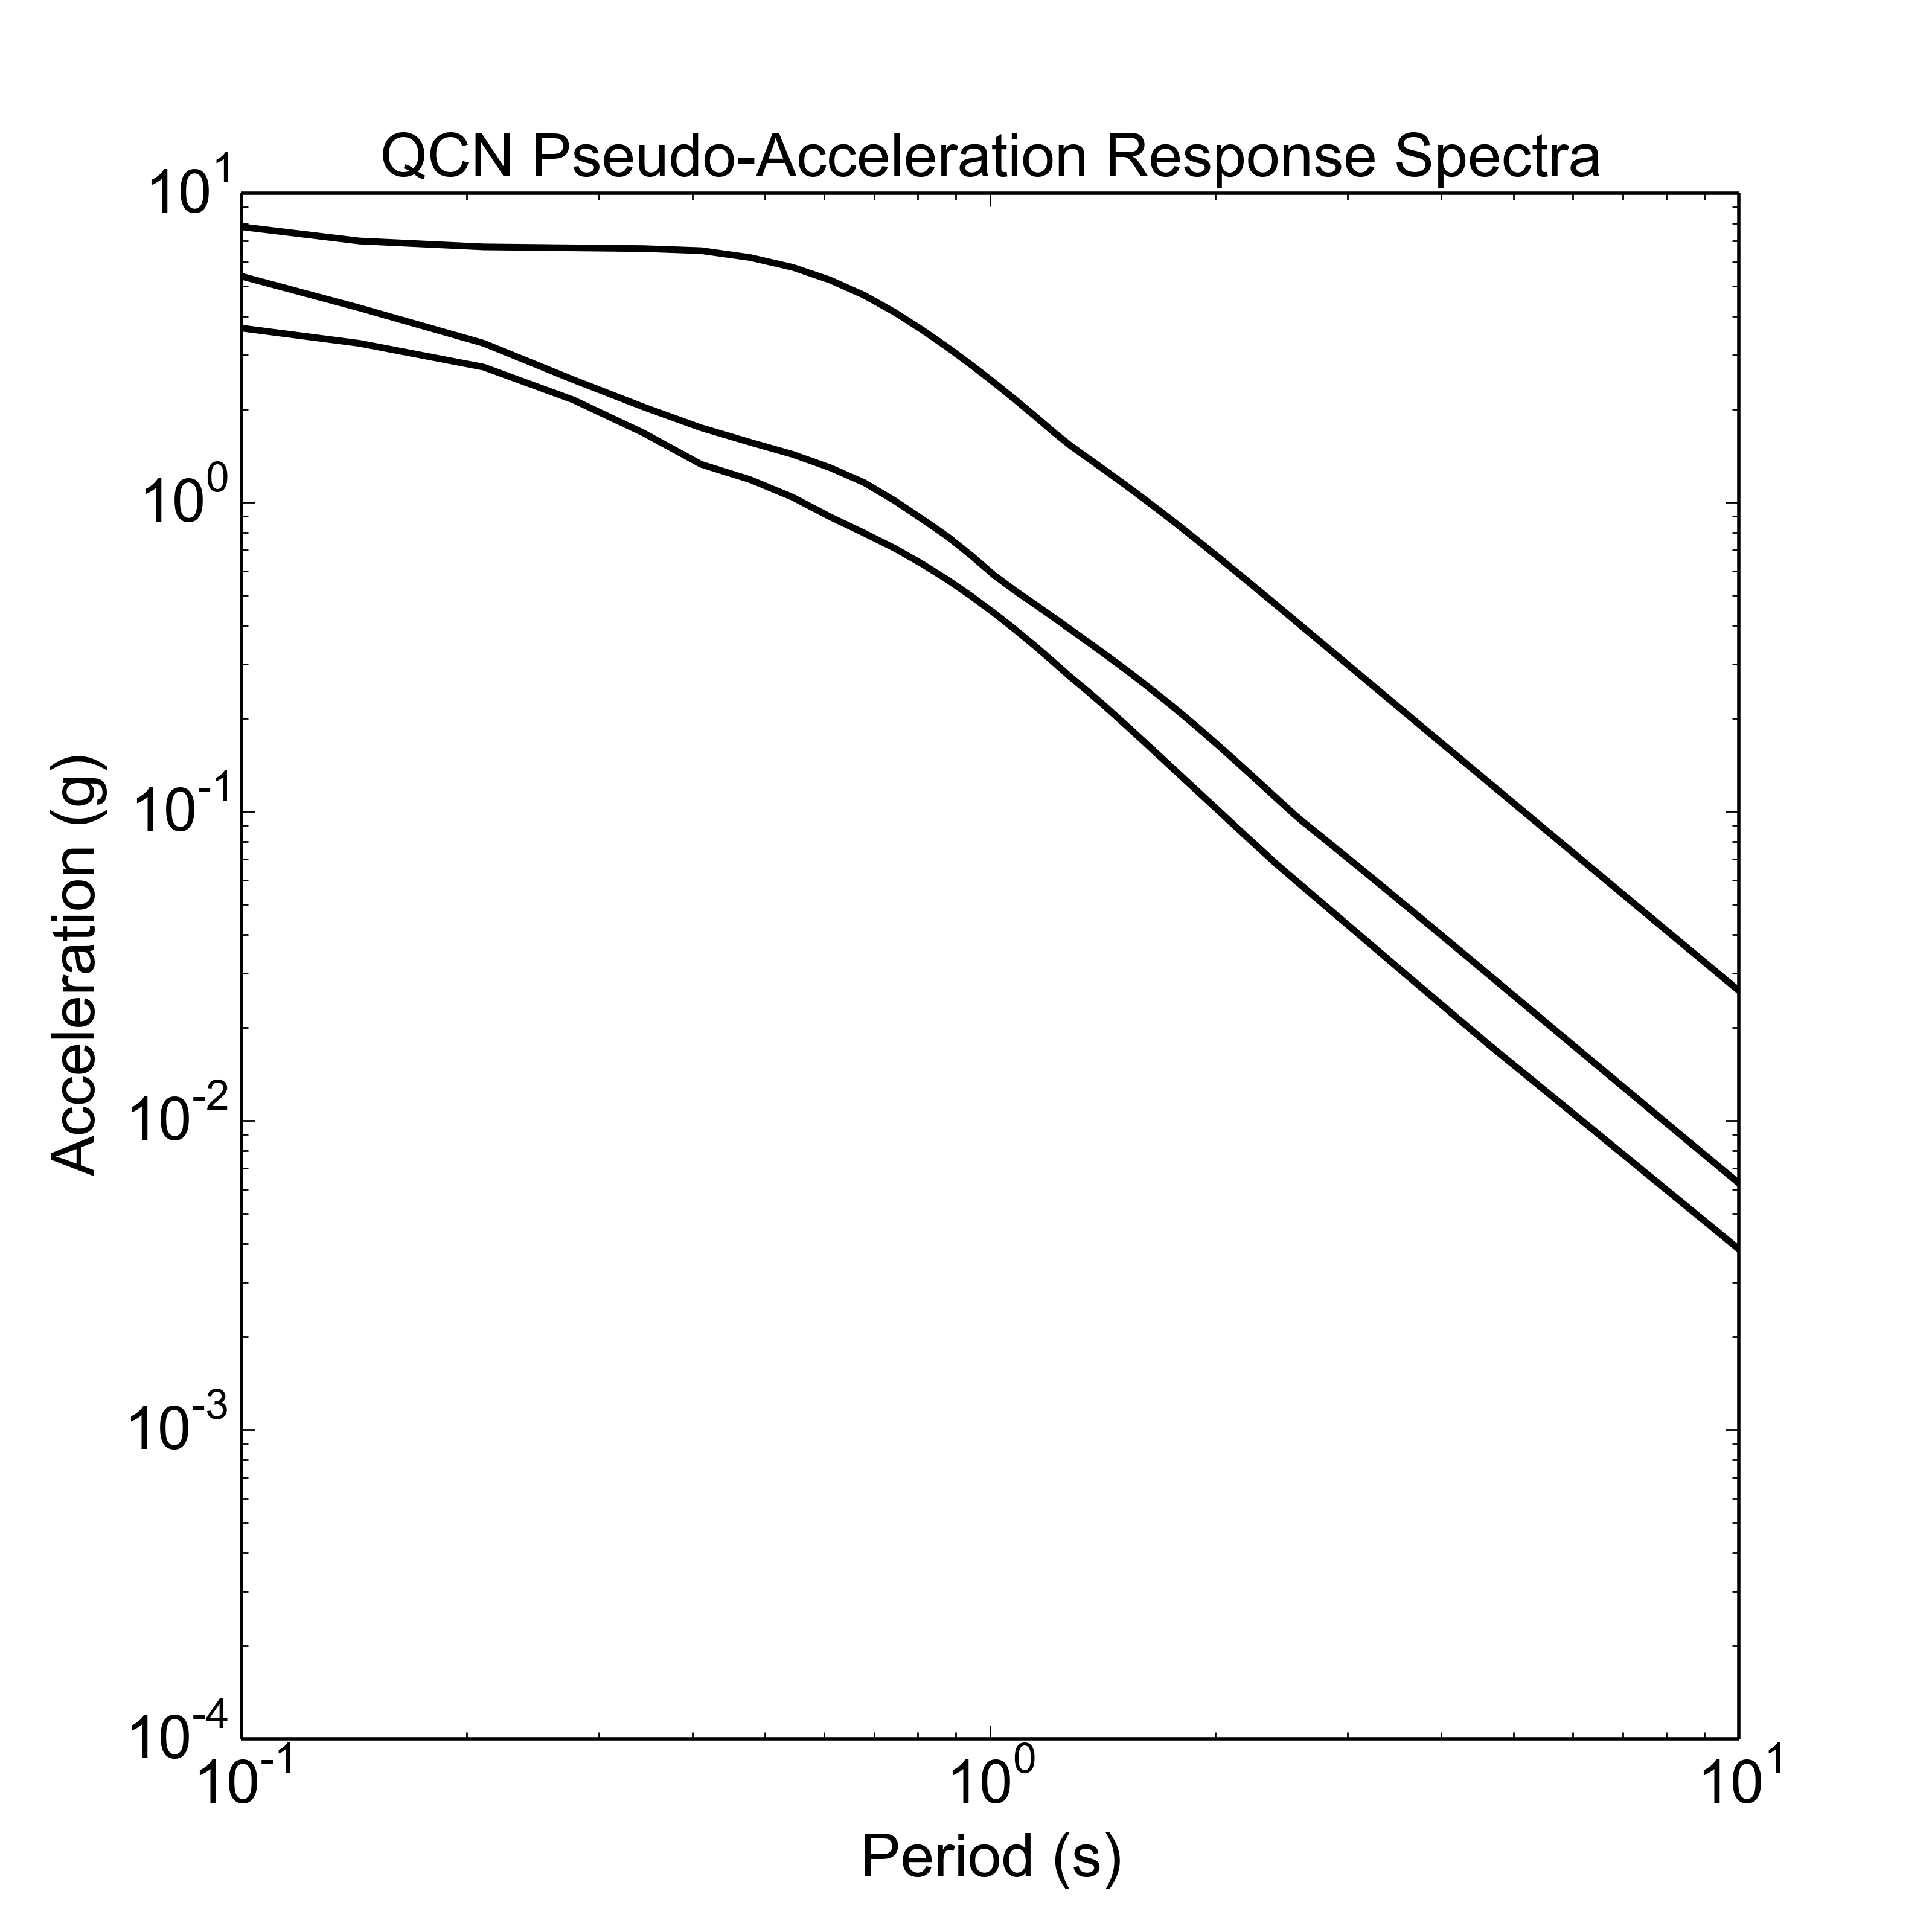 QCN Pseudo-Acceleration Response Spectra
10^1
10^0
10^-1
10^-2
10^-3
10^-4
Acceleration (g)
10^-1 10^0 10^1
Period (s)